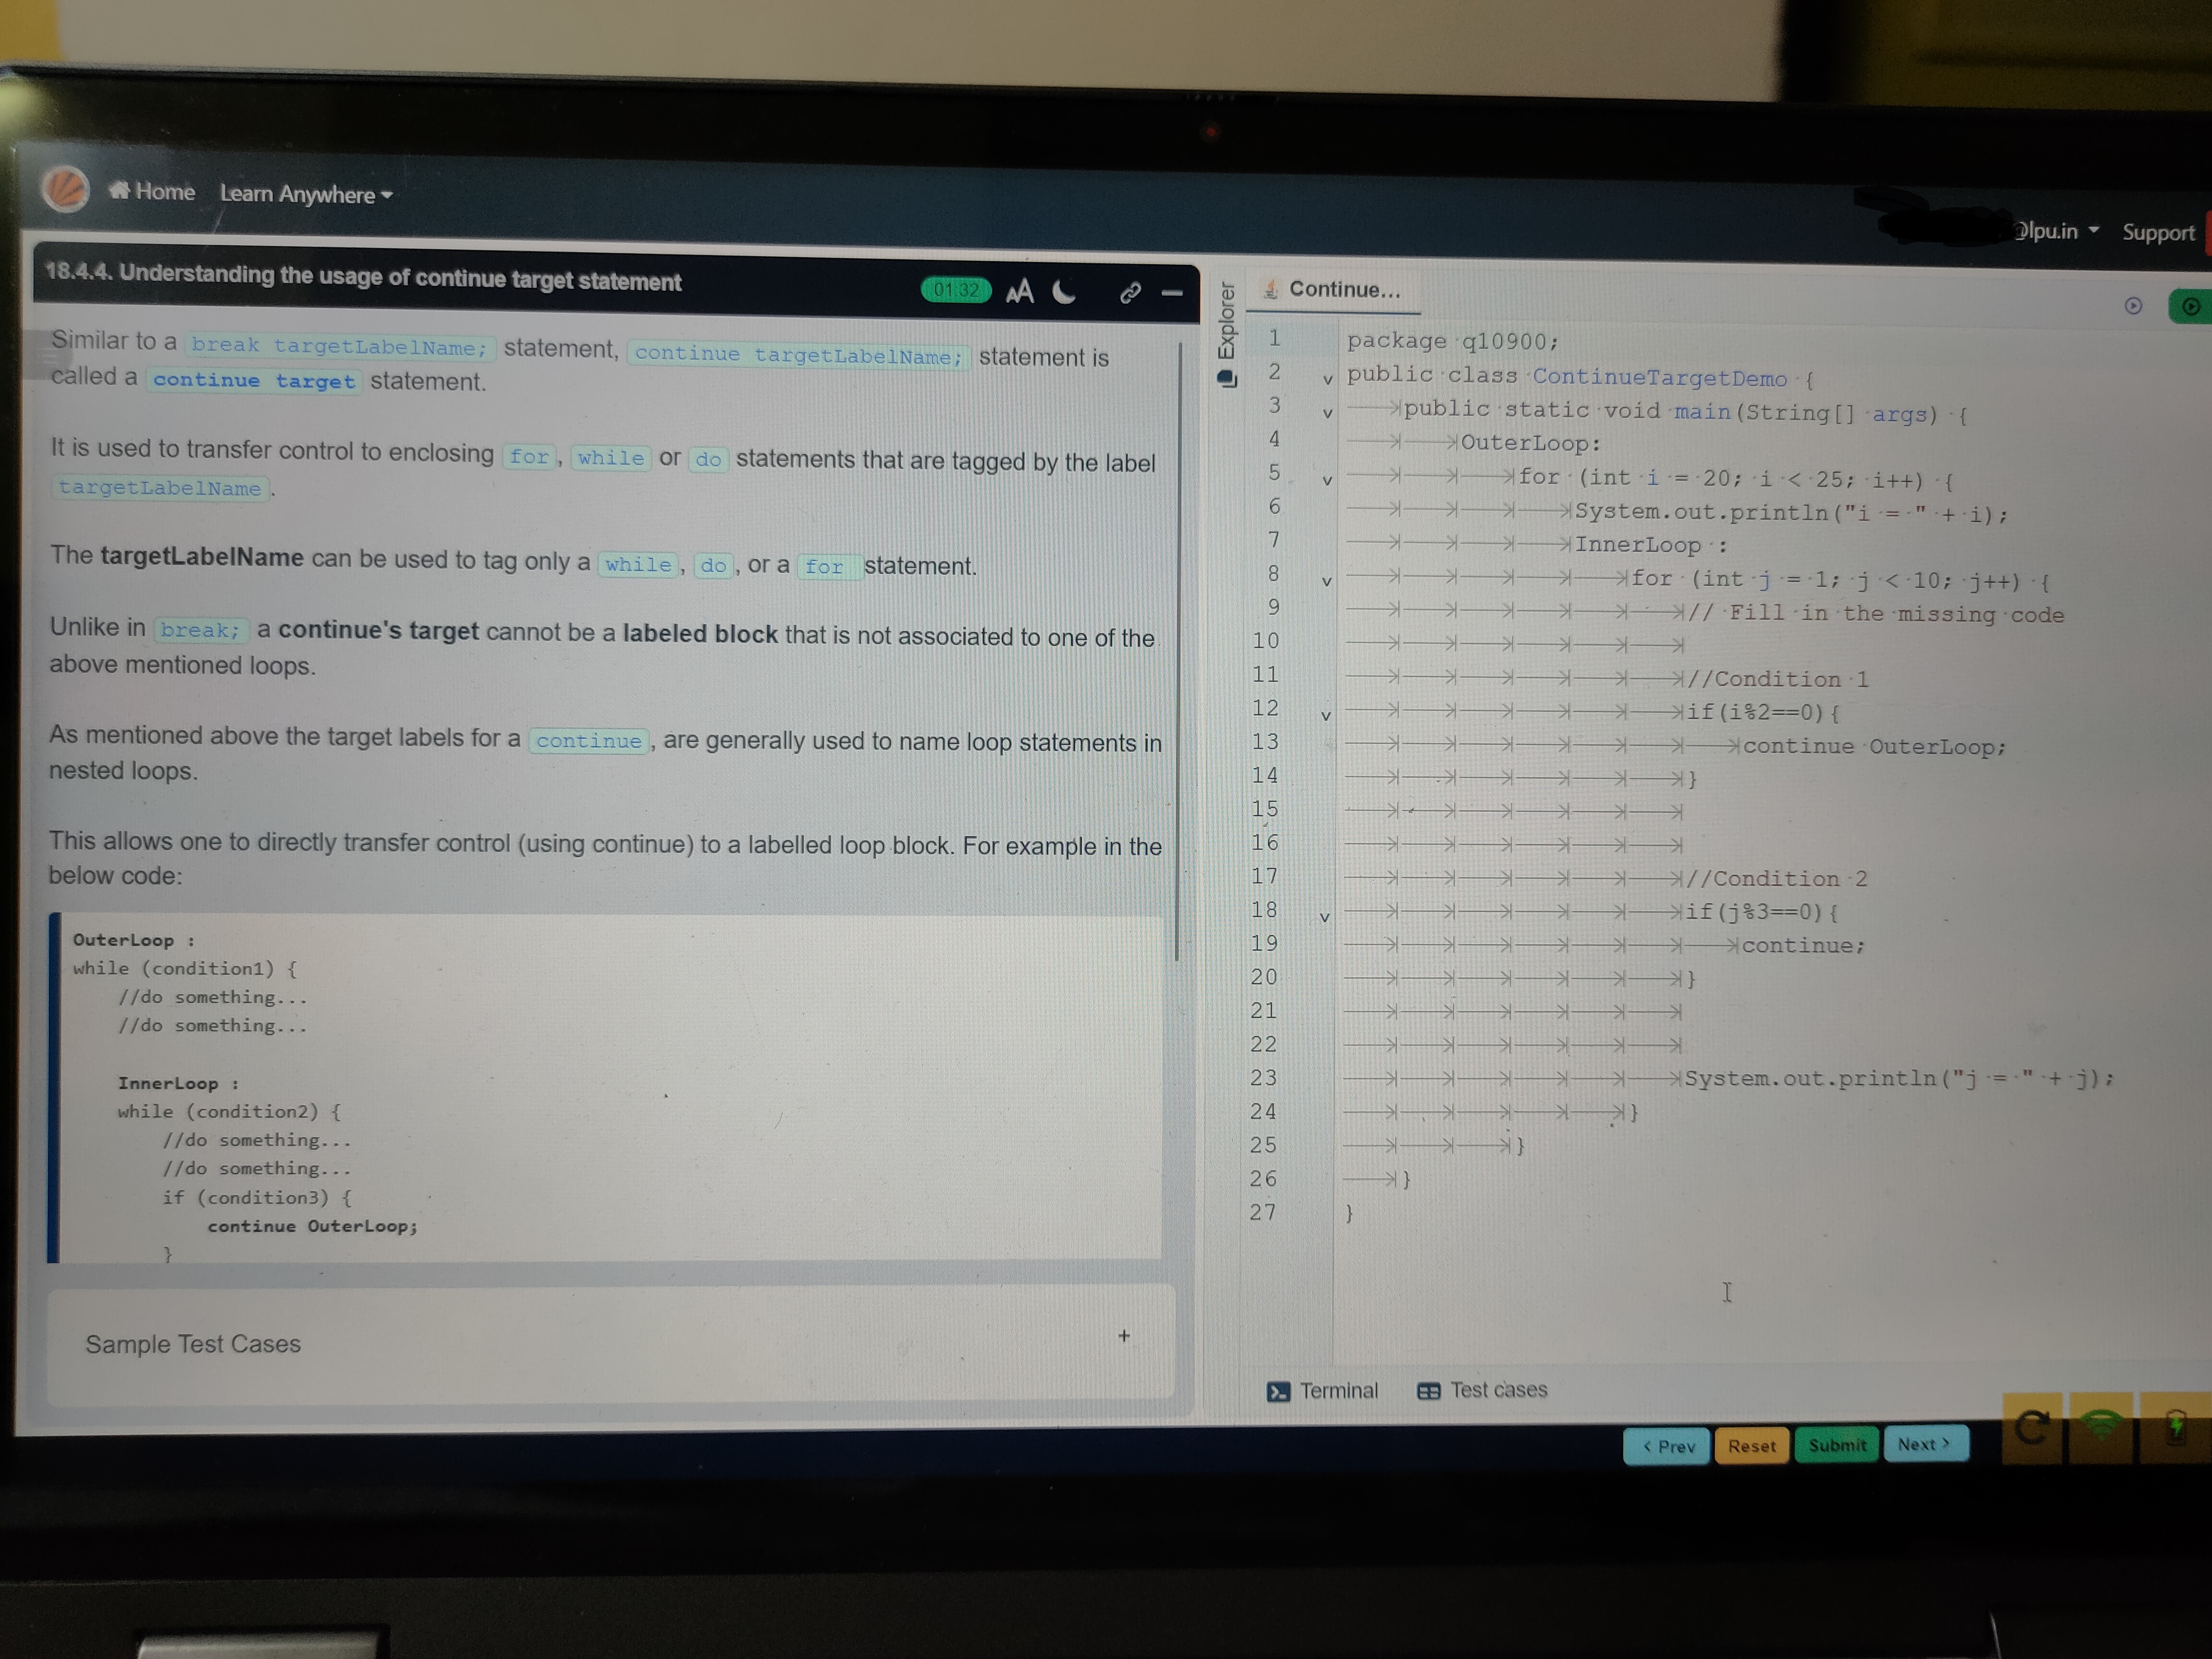 Home Learn Anywhere
@lpu.in Support
18.4.4. Understanding the usage of continue target statement
01:32 AA
Similar to a break targetLabelName; statement, continue targetLabelName; statement is
called a continue target statement.
It is used to transfer control to enclosing for, while or do statements that are tagged by the label
targetLabelName.
The targetLabelName can be used to tag only a while, do, or a for statement.
Unlike in break; a continue's target cannot be a labeled block that is not associated to one of the
above mentioned loops.
As mentioned above the target labels for a continue, are generally used to name loop statements in
nested loops.
This allows one to directly transfer control (using continue) to a labelled loop block. For example in the
below code:
OuterLoop :
while (condition1) {
//do something...
//do something...
InnerLoop :
while (condition2) {
//do something...
//do something...
if (condition3) {
continue OuterLoop;
}
Sample Test Cases +
Explorer
Continue...
1 package q10900;
2 public class ContinueTargetDemo {
3 public static void main(String[] args) {
4 OuterLoop:
5 for (int i = 20; i < 25; i++) {
6 System.out.println("i = " + i);
7 InnerLoop :
8 for (int j = 1; j < 10; j++) {
9 // Fill in the missing code
10
11 //Condition 1
12 if(i%2==0){
13 continue OuterLoop;
14 }
15
16
17 //Condition 2
18 if(j%3==0){
19 continue;
20 }
21
22
23 System.out.println("j = " + j);
24 }
25 }
26 }
27 }
Terminal Test cases
< Prev Reset Submit Next >